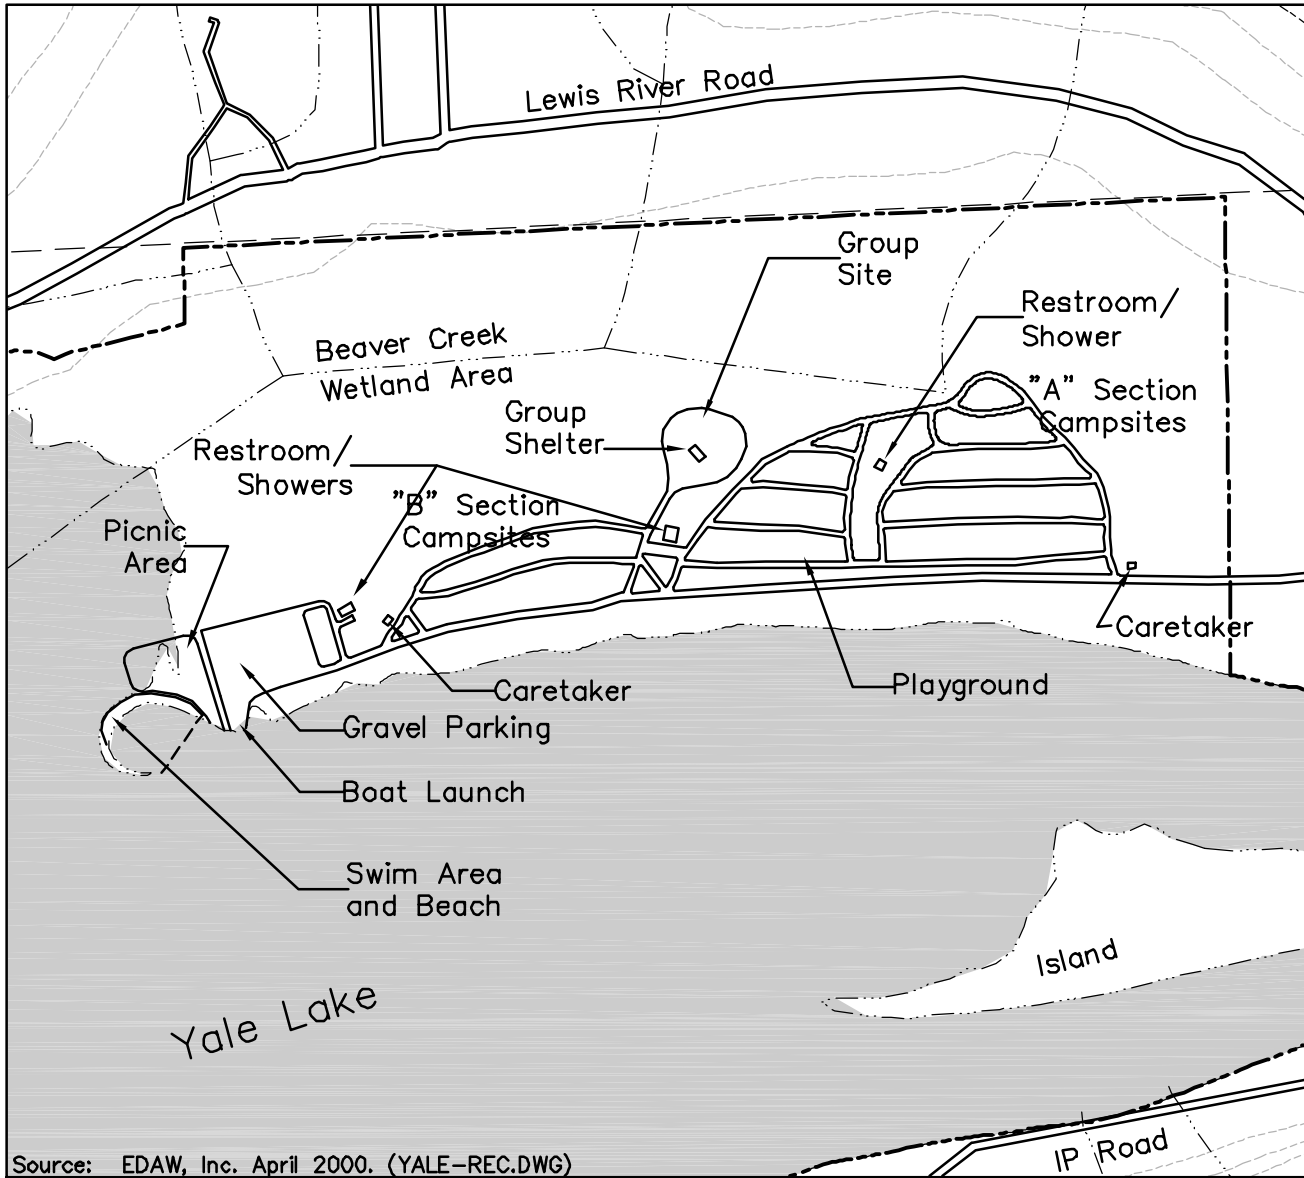 Lewis River Road
Group
Site
Restroom/
Shower
Beaver Creek
Wetland Area
"A" Section
Campsites
Group
Shelter
Restroom/
Showers
"B" Section
Campsites
Picnic
Area
Caretaker
Playground
Caretaker
Gravel Parking
Boat Launch
Swim Area
and Beach
Island
Yale Lake
IP Road
Source: EDAW, Inc. April 2000. (YALE-REC.DWG)